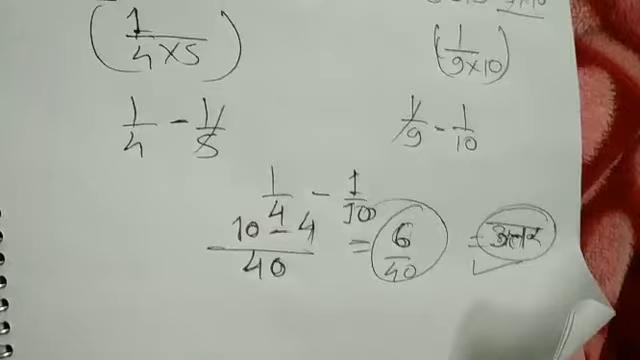 (1/4×5) (1/9×10)
1/4 - 1/5 1/9 - 1/10
1/4 - 1/10
10-4/40 = 6/40 = उत्तर